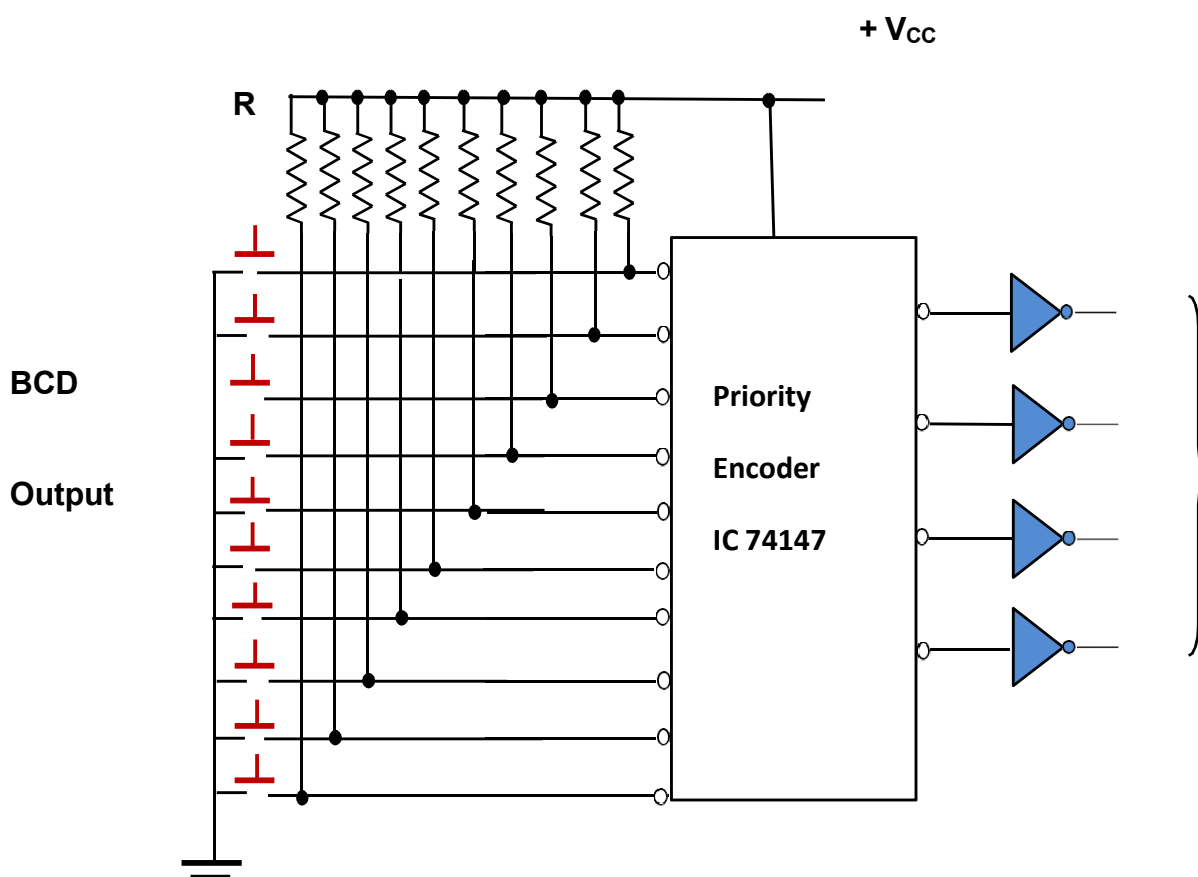 + VCC
R
BCD
Output
Priority
Encoder
IC 74147